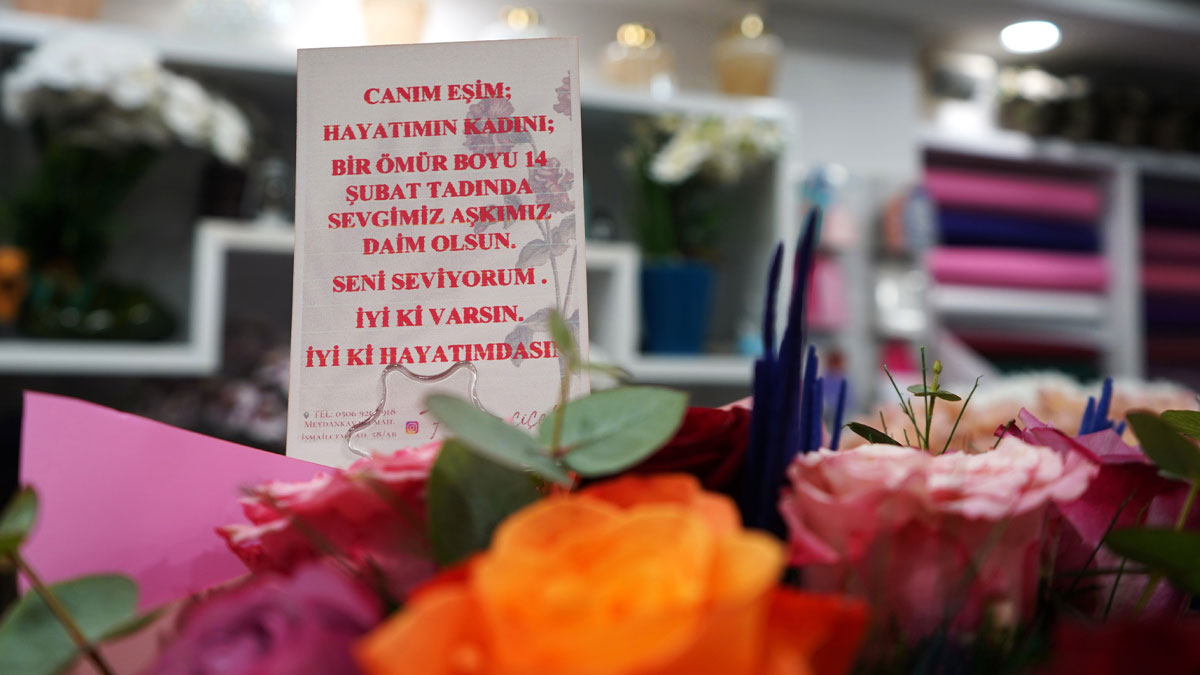 CANIM EŞİM;
HAYATIMIN KADINI;
BİR ÖMÜR BOYU 14
ŞUBAT TADINDA
SEVGİMİZ AŞKIMIZ
DAİM OLSUN.
SENİ SEVİYORUM .
İYİ Kİ VARSIN.
İYİ Kİ HAYATIMDASIN
TEL: